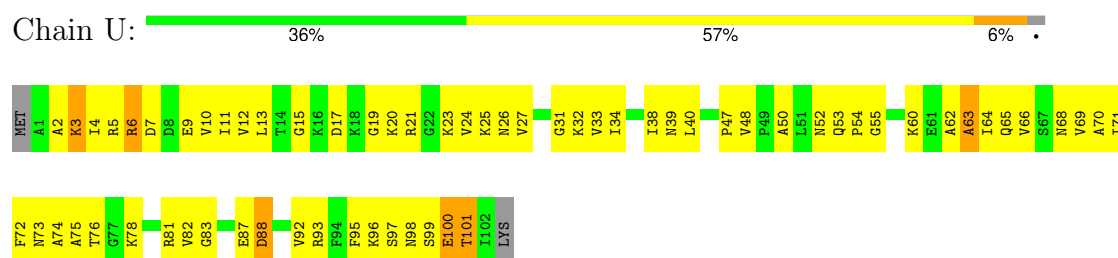 Chain U:
36% 57% 6% •
MET A1 A2 K3 I4 R5 R6 D7 D8 E9 V10 I11 V12 L13 T14 G15 K16 D17 K18 G19 K20 R21 G22 K23 V24 K25 N26 V27 G31 K32 V33 I34 I38 N39 L40 P47 V48 P49 A50 L51 N52 Q53 P54 G55 K60 E61 A62 A63 I64 Q65 V66 S67 N68 V69 A70 I71
F72 N73 A74 A75 T76 G77 K78 R81 V82 G83 E87 D88 V92 R93 F94 F95 K96 S97 N98 S99 E100 T101 I102 LYS